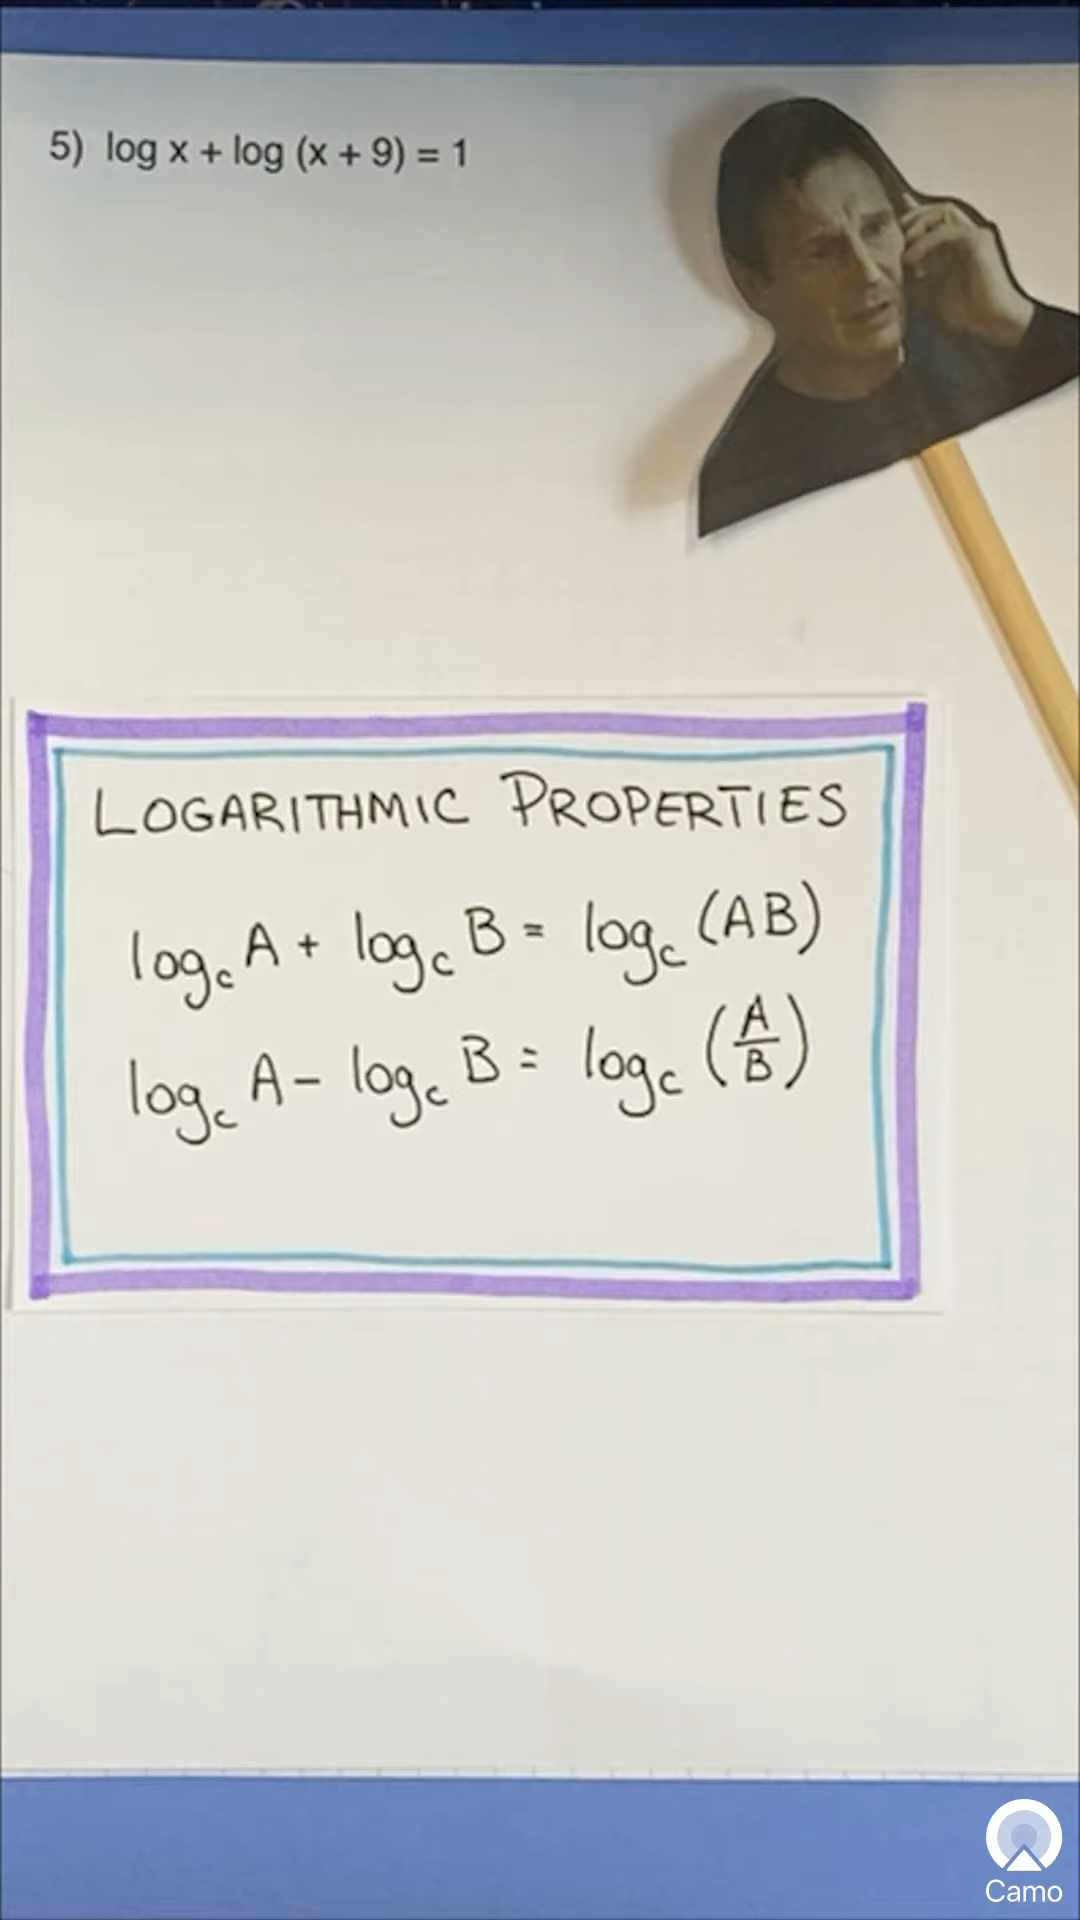 5) log x + log (x + 9) = 1
LOGARITHMIC PROPERTIES
log_c A + log_c B = log_c (AB)
log_c A - log_c B = log_c (A/B)
Camo